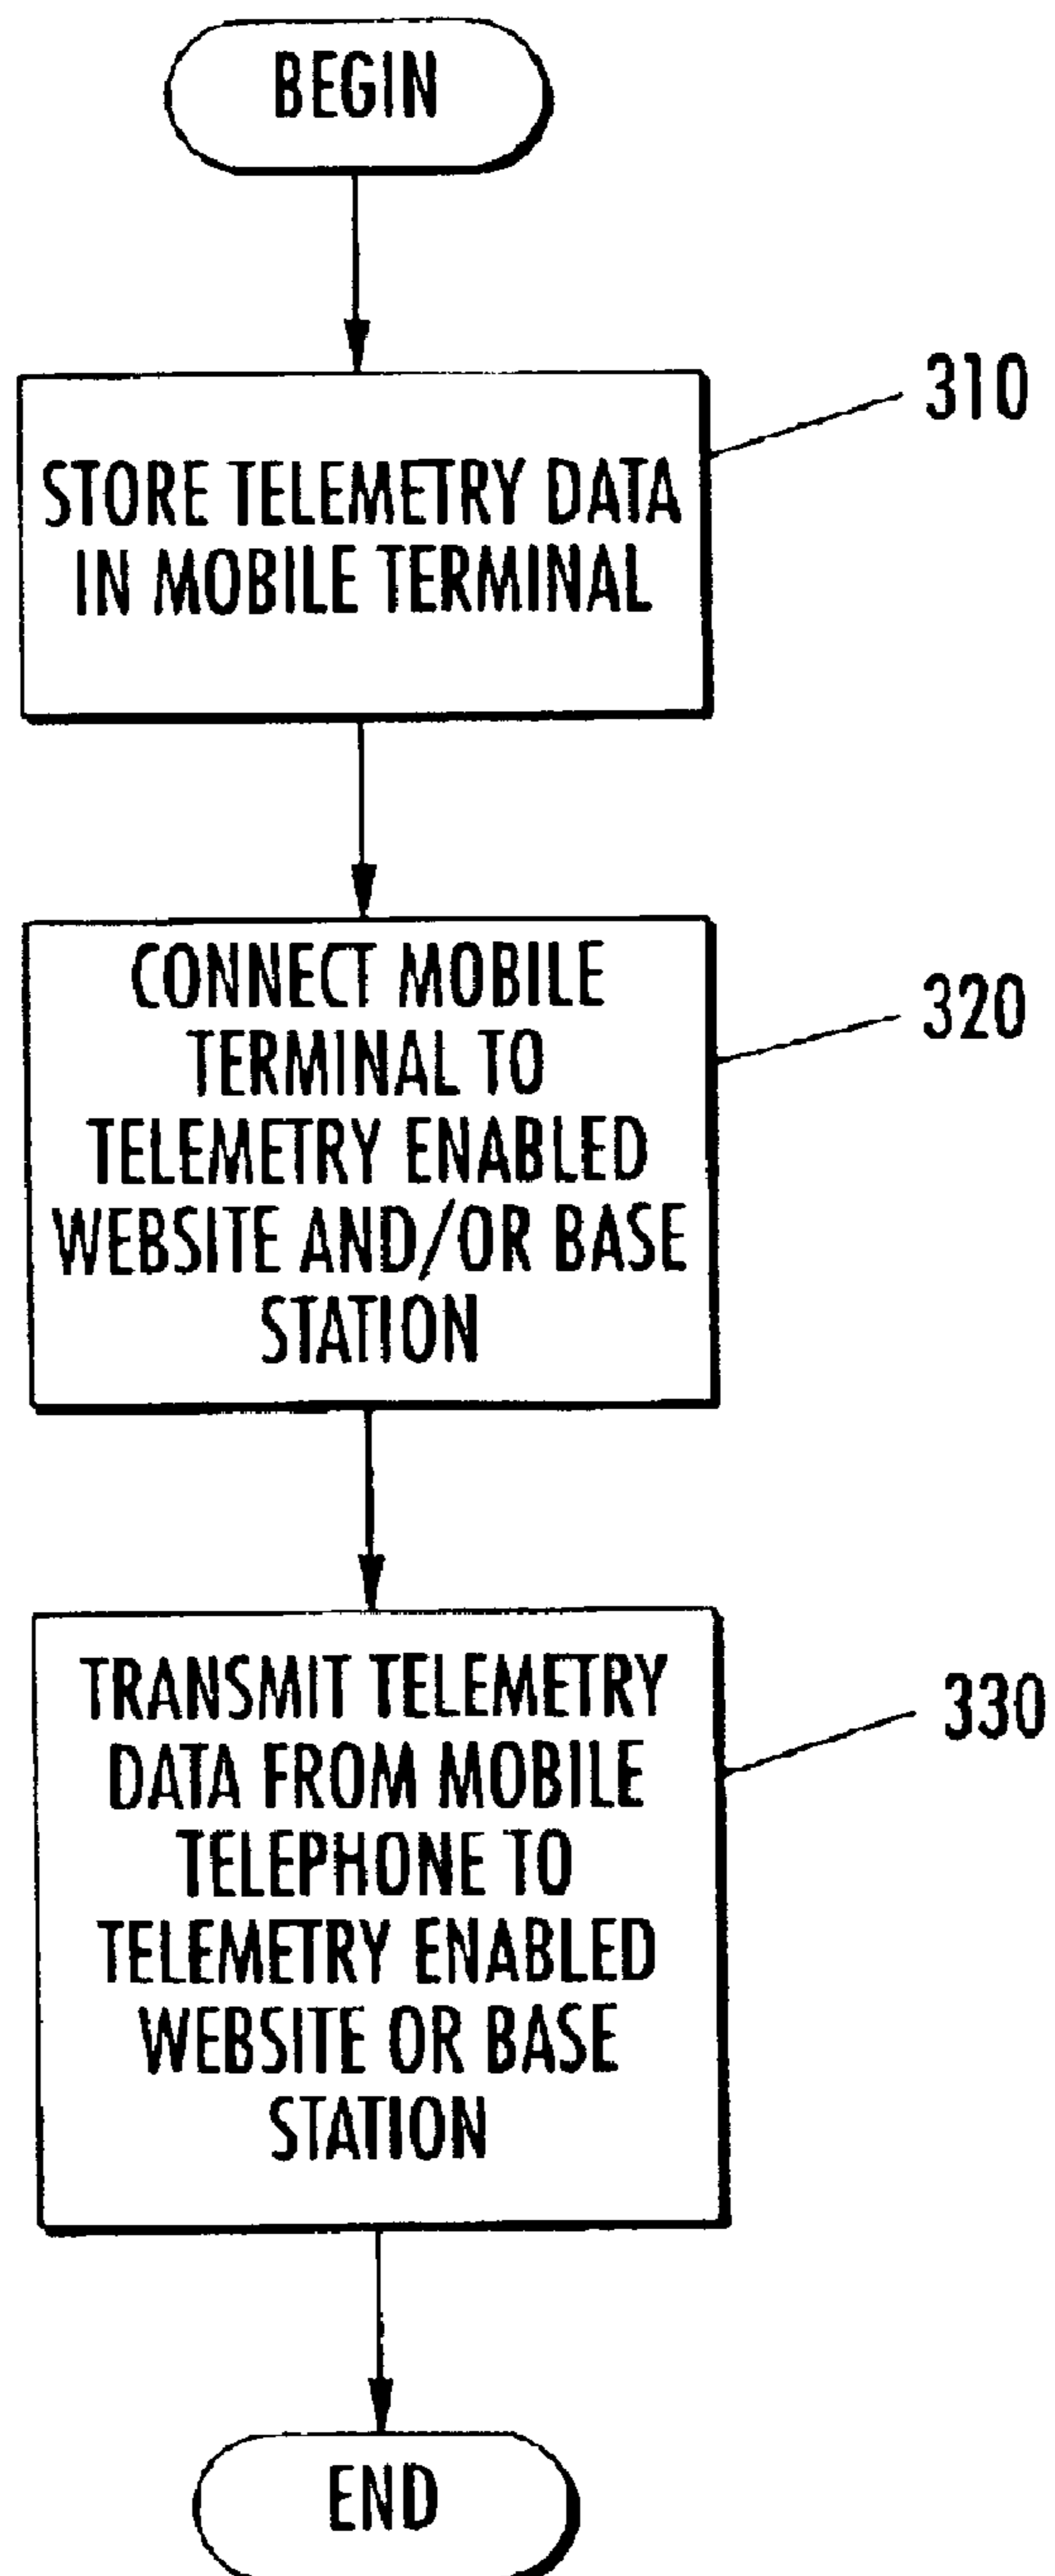 BEGIN
310
STORE TELEMETRY DATA
IN MOBILE TERMINAL
320
CONNECT MOBILE
TERMINAL TO
TELEMETRY ENABLED
WEBSITE AND/OR BASE
STATION
330
TRANSMIT TELEMETRY
DATA FROM MOBILE
TELEPHONE TO
TELEMETRY ENABLED
WEBSITE OR BASE
STATION
END